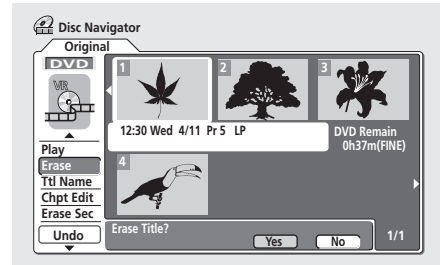 Disc Navigator
Original
DVD
VR
1
2
3
12:30 Wed 4/11 Pr 5 LP
DVD Remain
0h37m(FINE)
Play
Erase
Ttl Name
Chpt Edit
Erase Sec
Undo
4
Erase Title?
Yes
No
1/1